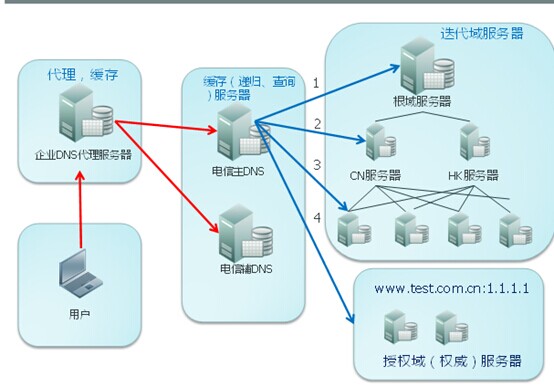 代理，缓存
企业DNS代理服务器
用户
缓存（递归、查询
）服务器
电信主DNS
电信辅DNS
1
2
3
4
迭代域服务器
根域服务器
CN服务器
HK服务器
www.test.com.cn:1.1.1.1
授权域（权威）服务器